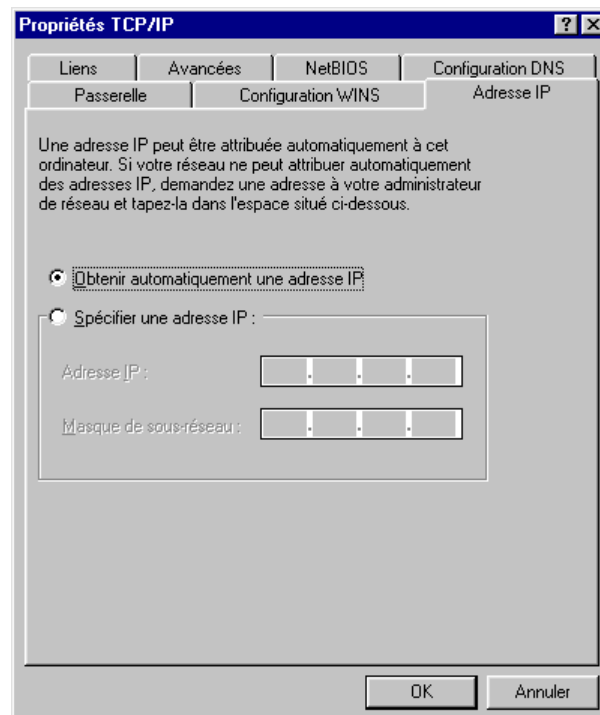 Propriétés TCP/IP
Liens Avancées NetBIOS Configuration DNS
Passerelle Configuration WINS Adresse IP
Une adresse IP peut être attribuée automatiquement à cet
ordinateur. Si votre réseau ne peut attribuer automatiquement
des adresses IP, demandez une adresse à votre administrateur
de réseau et tapez-la dans l'espace situé ci-dessous.
Obtenir automatiquement une adresse IP
Spécifier une adresse IP :
Adresse IP :
Masque de sous-réseau :
OK Annuler